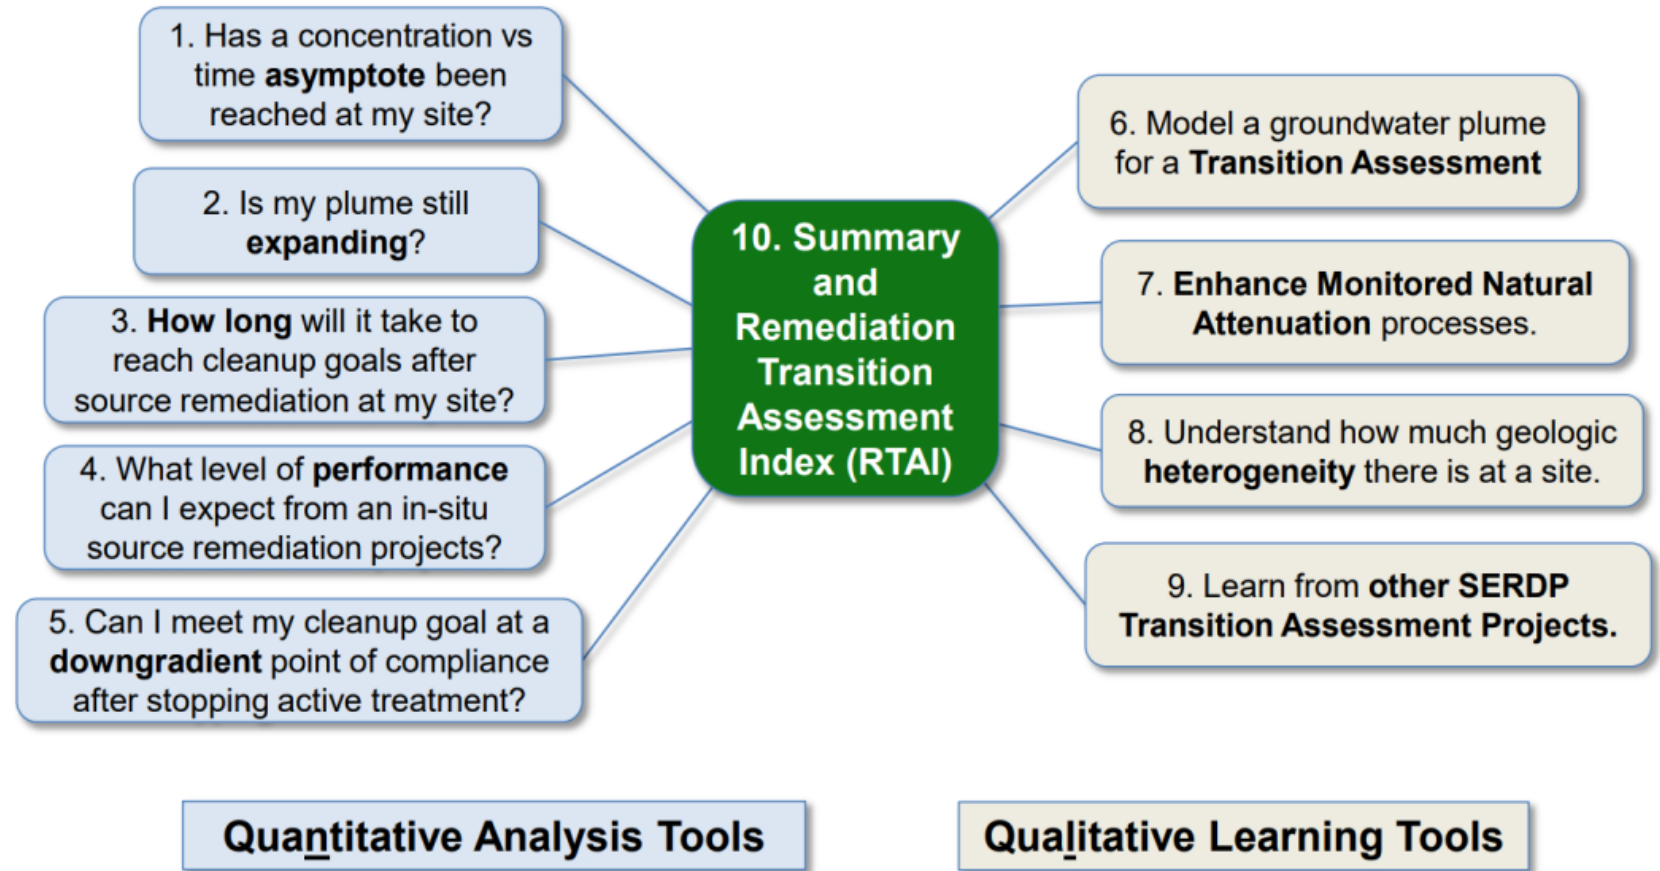 1. Has a concentration vs
time asymptote been
reached at my site?
2. Is my plume still
expanding?
3. How long will it take to
reach cleanup goals after
source remediation at my site?
4. What level of performance
can I expect from an in-situ
source remediation projects?
5. Can I meet my cleanup goal at a
downgradient point of compliance
after stopping active treatment?
10. Summary
and
Remediation
Transition
Assessment
Index (RTAI)
6. Model a groundwater plume
for a Transition Assessment
7. Enhance Monitored Natural
Attenuation processes.
8. Understand how much geologic
heterogeneity there is at a site.
9. Learn from other SERDP
Transition Assessment Projects.
Quantitative Analysis Tools
Qualitative Learning Tools